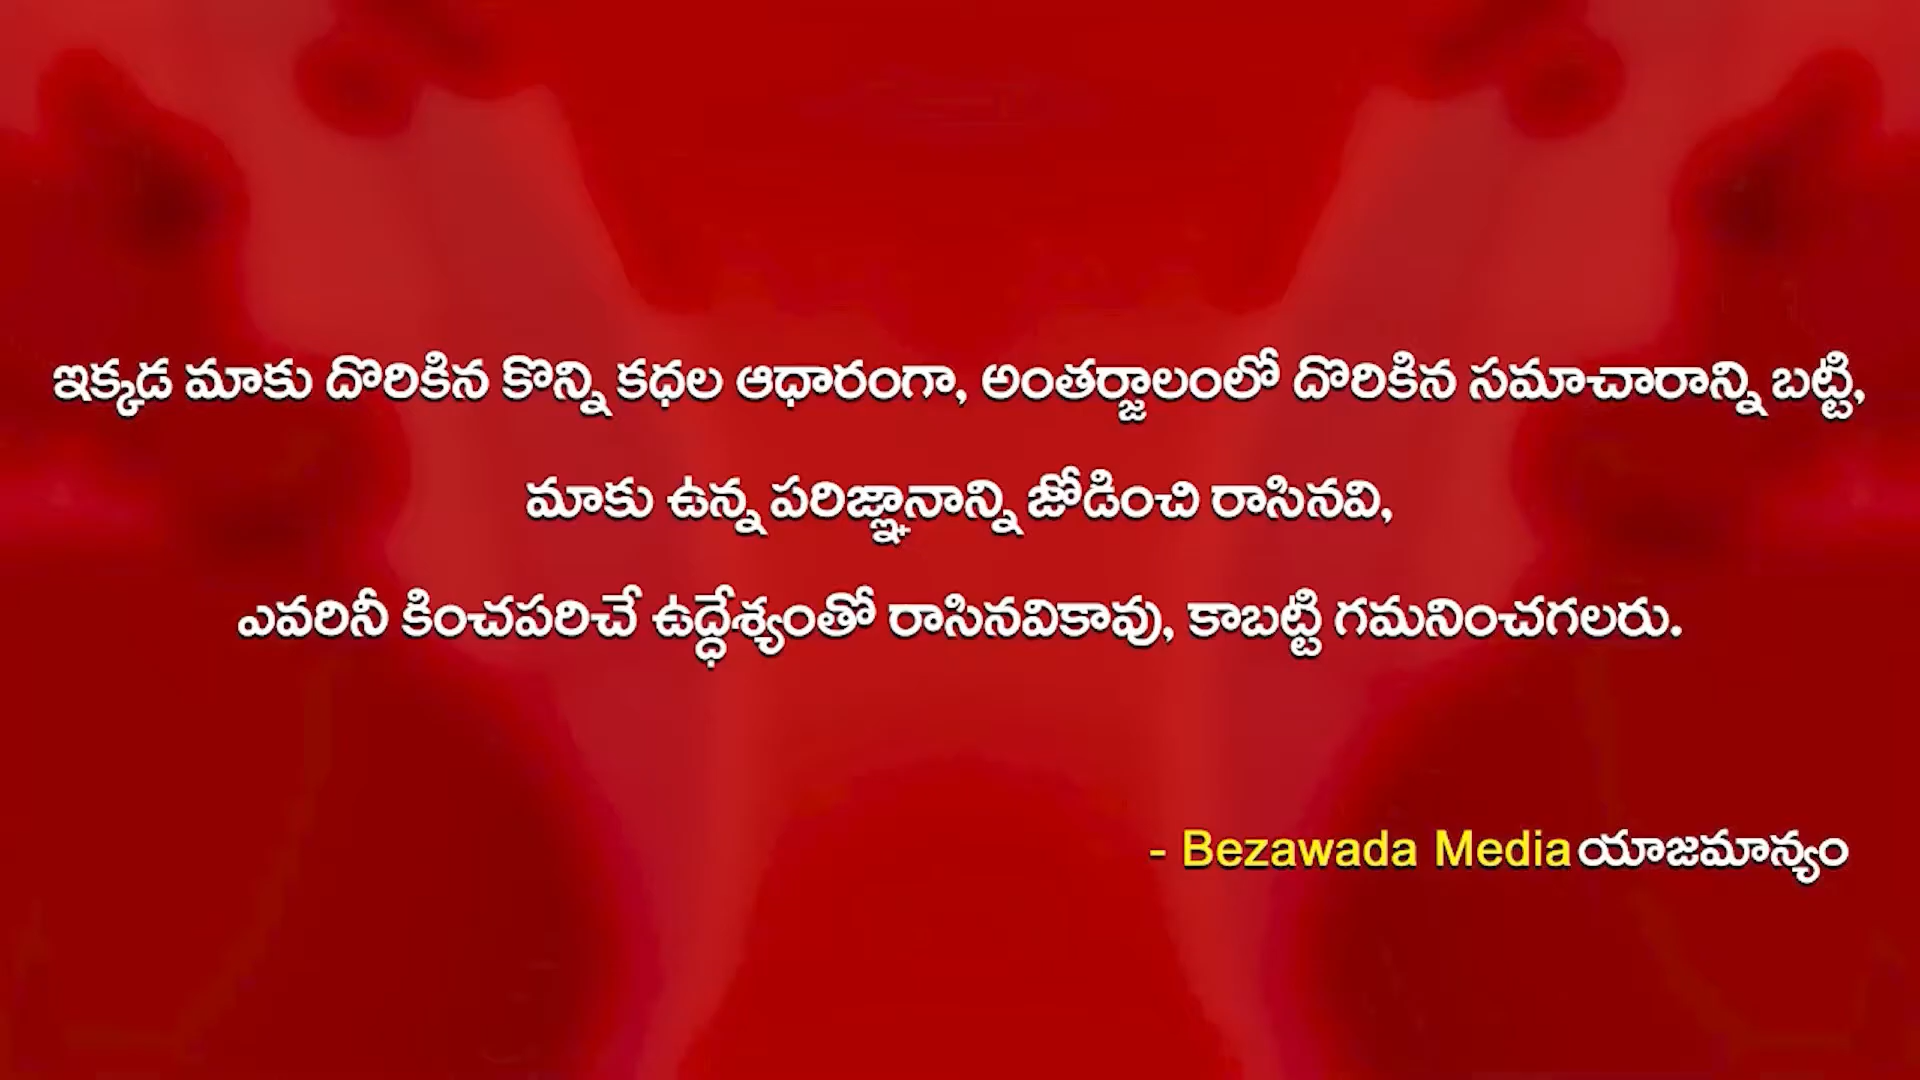 ఇక్కడ మాకు దొరికిన కొన్ని కధల ఆధారంగా, అంతర్జాలంలో దొరికిన సమాచారాన్ని బట్టి,
మాకు ఉన్న పరిజ్ఞానాన్ని జోడించి రాసినవి,
ఎవరినీ కించపరిచే ఉద్ధేశ్యంతో రాసినవికావు, కాబట్టి గమనించగలరు.
- Bezawada Media యాజమాన్యం